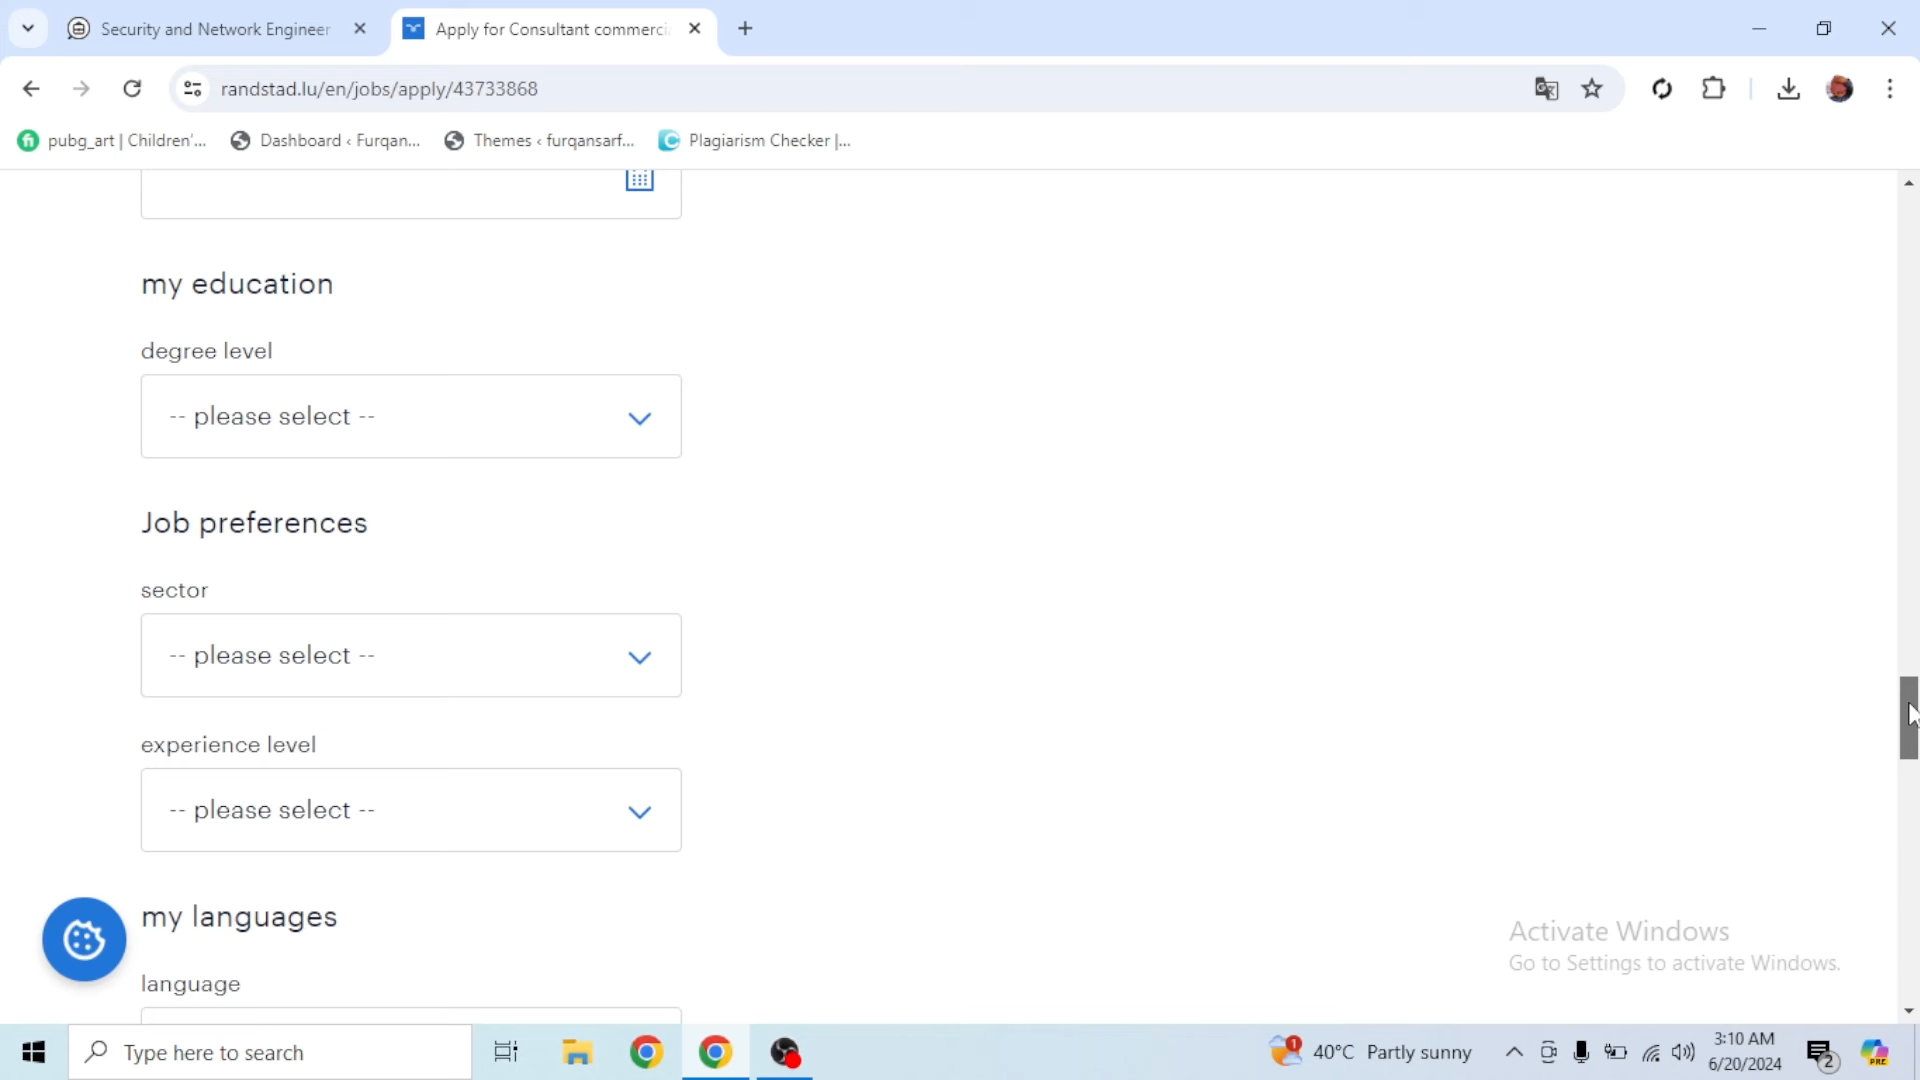 Security and Network Engineer
Apply for Consultant commerci
randstad.lu/en/jobs/apply/43733868
pubg_art | Children'...
Dashboard ‹ Furqan...
Themes ‹ furqansarf...
Plagiarism Checker |...
my education
degree level
-- please select --
Job preferences
sector
-- please select --
experience level
-- please select --
my languages
language
Activate Windows
Go to Settings to activate Windows.
Type here to search
1
40°C Partly sunny
3:10 AM
6/20/2024
2
PRE